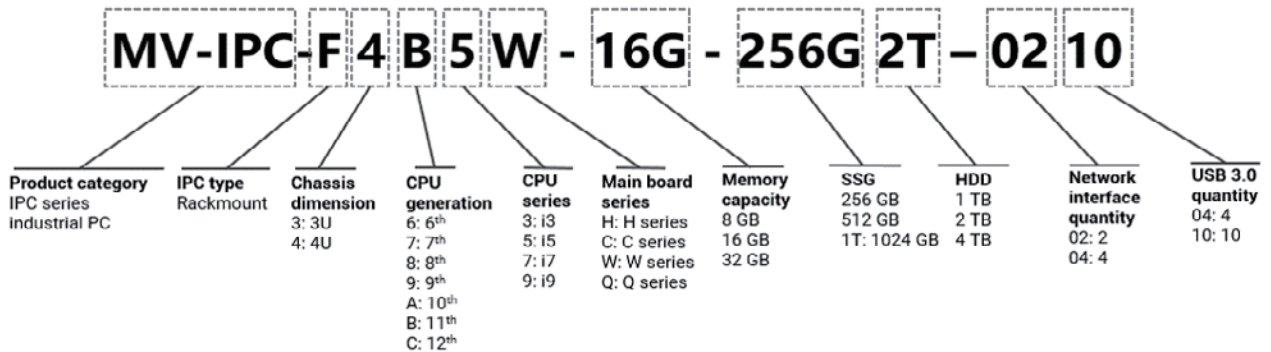 MV-IPC-F4B5W - 16G - 256G2T – 0210
Product category
IPC series
industrial PC
IPC type
Rackmount
Chassis
dimension
3: 3U
4: 4U
CPU
generation
6: 6th
7: 7th
8: 8th
9: 9th
A: 10th
B: 11th
C: 12th
CPU
series
3: i3
5: i5
7: i7
9: i9
Main board
series
H: H series
C: C series
W: W series
Q: Q series
Memory
capacity
8 GB
16 GB
32 GB
SSG
256 GB
512 GB
1T: 1024 GB
HDD
1 TB
2 TB
4 TB
Network
interface
quantity
02: 2
04: 4
USB 3.0
quantity
04: 4
10: 10